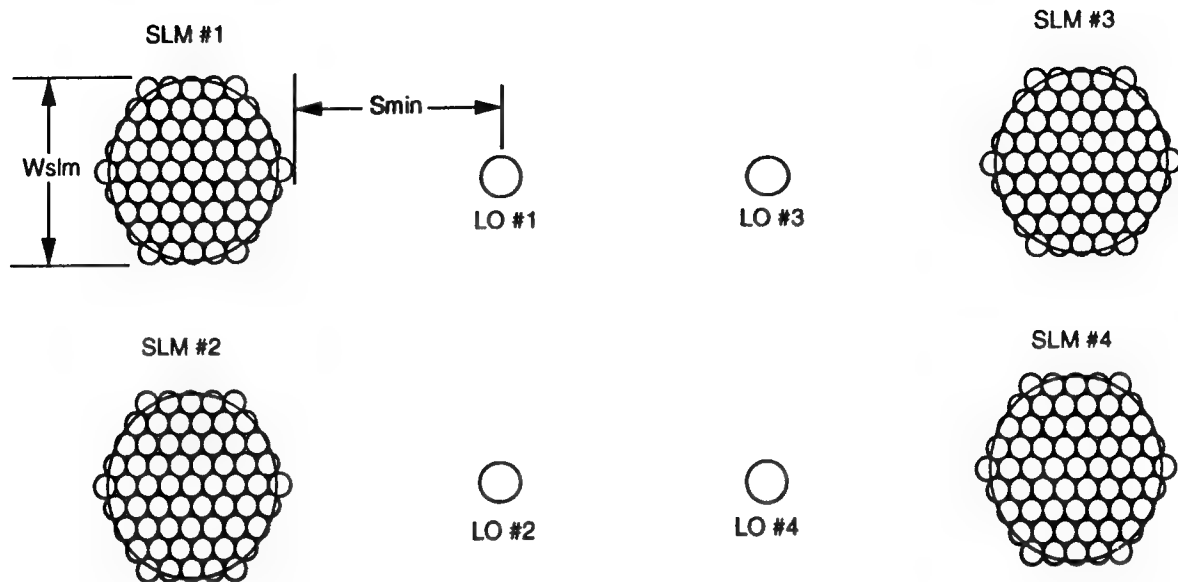 SLM #1
SLM #3
Smin
Wslm
LO #1
LO #3
SLM #2
SLM #4
LO #2
LO #4